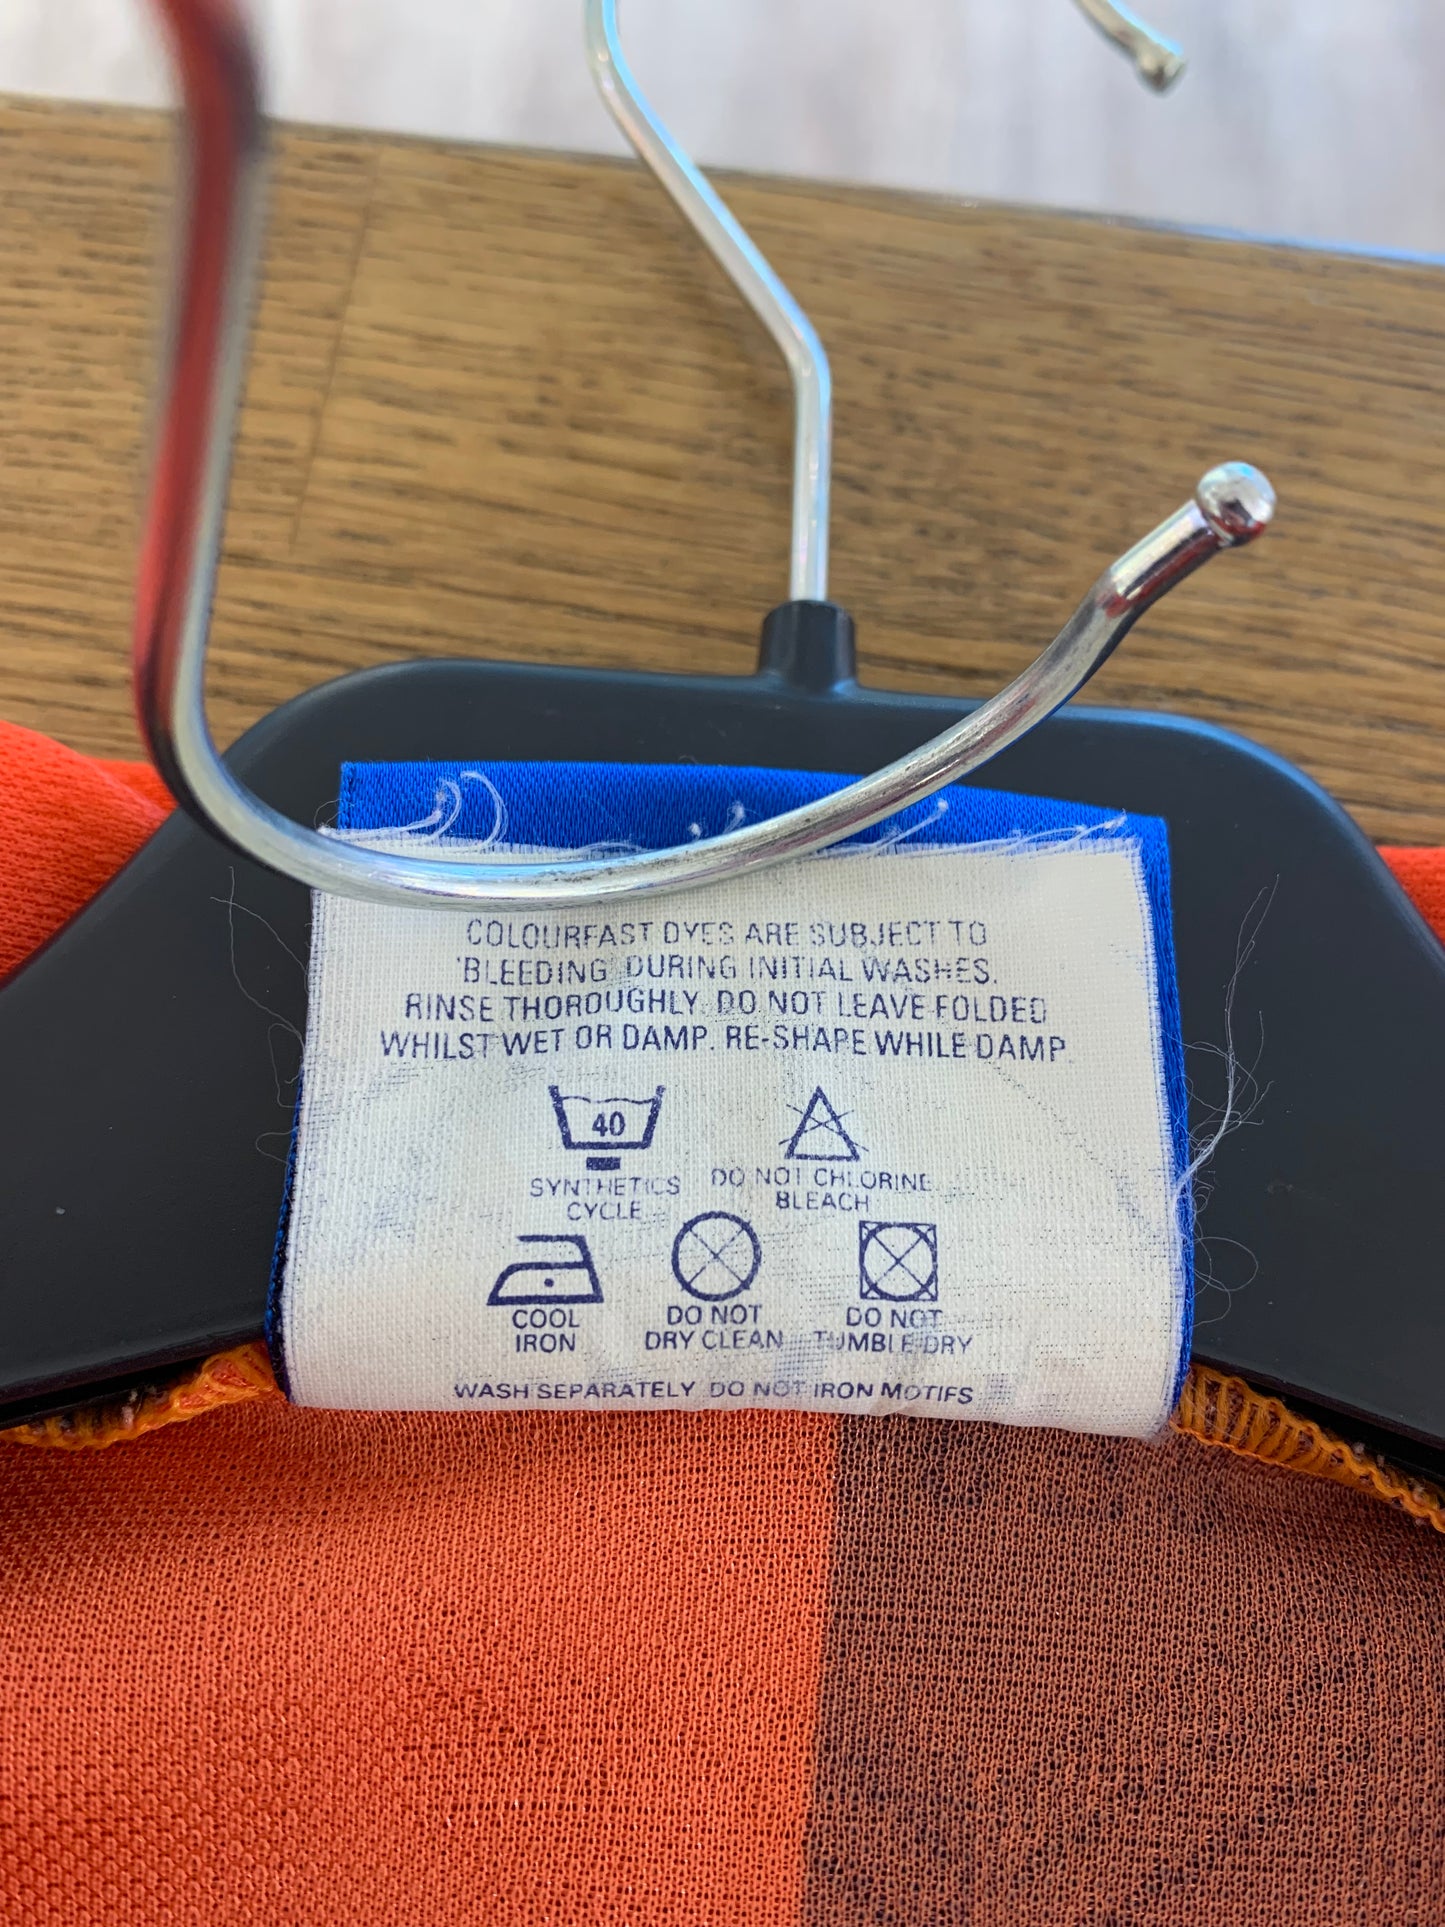 COLOURFAST DYES ARE SUBJECT TO
'BLEEDING' DURING INITIAL WASHES.
RINSE THOROUGHLY. DO NOT LEAVE FOLDED
WHILST WET OR DAMP. RE-SHAPE WHILE DAMP.
40
SYNTHETICS
CYCLE
DO NOT CHLORINE
BLEACH
COOL
IRON
DO NOT
DRY CLEAN
DO NOT
TUMBLE DRY
WASH SEPARATELY DO NOT IRON MOTIFS